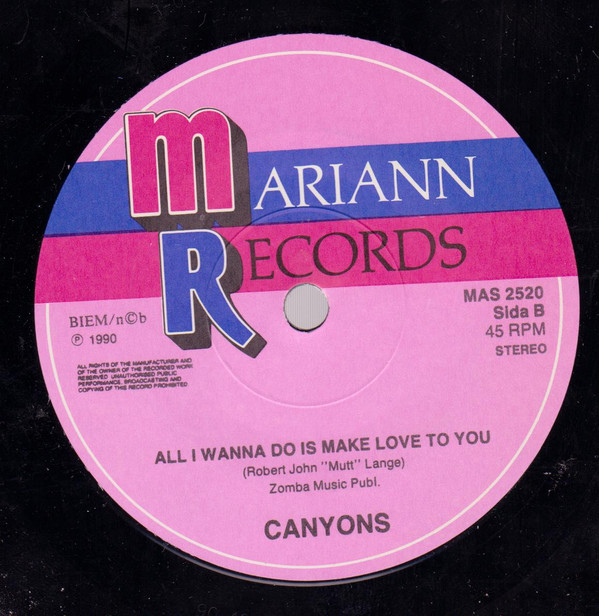 MARIANN
RECORDS
MAS 2520
Sida B
45 RPM
STEREO
BIEM/n©b
℗ 1990
ALL RIGHTS OF THE MANUFACTURER AND
OF THE OWNER OF THE RECORDED WORK
RESERVED UNAUTHORISED PUBLIC
PERFORMANCE, BROADCASTING AND
COPYING OF THIS RECORD PROHIBITED
ALL I WANNA DO IS MAKE LOVE TO YOU
(Robert John "Mutt" Lange)
Zomba Music Publ.
CANYONS